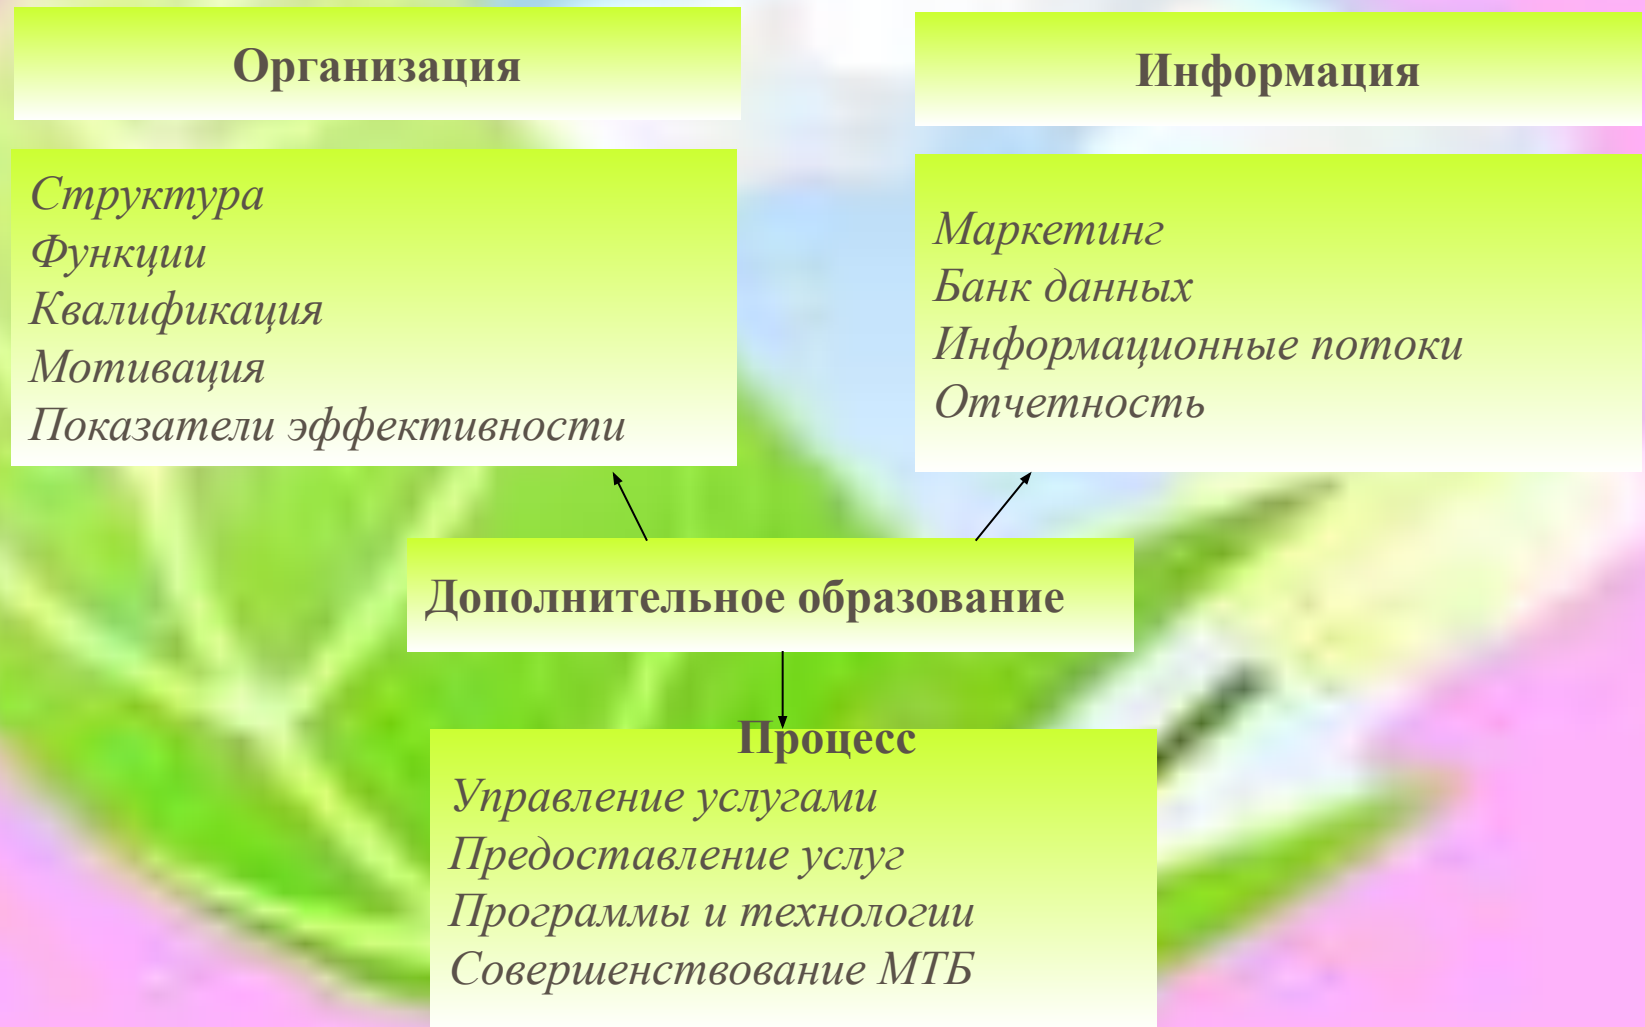 Организация
Структура
Функции
Квалификация
Мотивация
Показатели эффективности
Информация
Маркетинг
Банк данных
Информационные потоки
Отчетность
Дополнительное образование
Процесс
Управление услугами
Предоставление услуг
Программы и технологии
Совершенствование МТБ